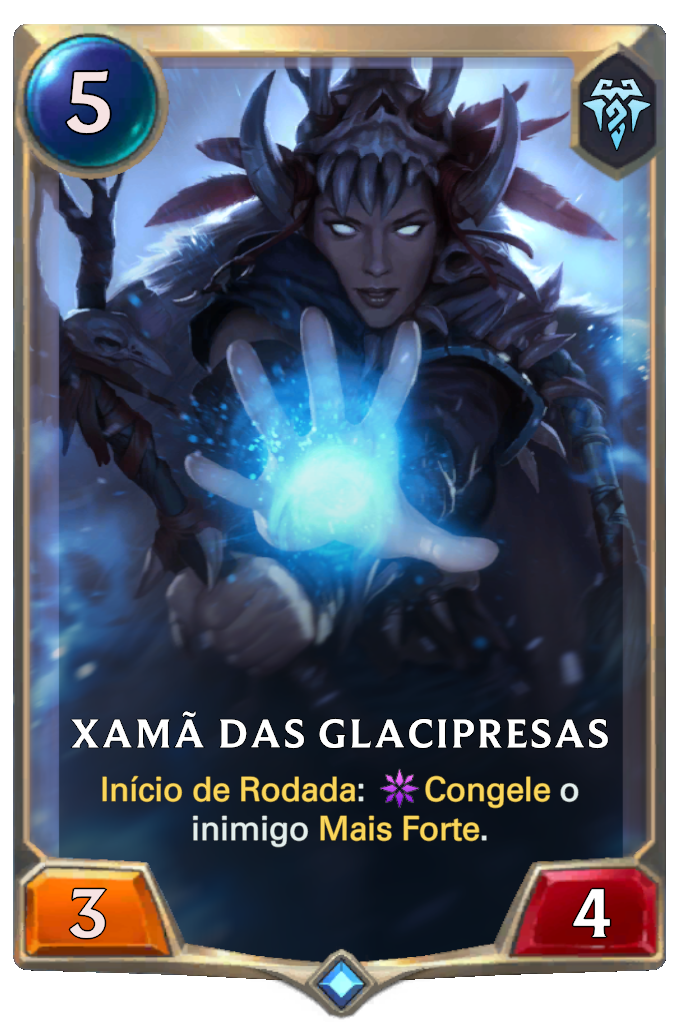 5
XAMÃ DAS GLACIPRESAS
Início de Rodada: Congele o
inimigo Mais Forte.
3
4